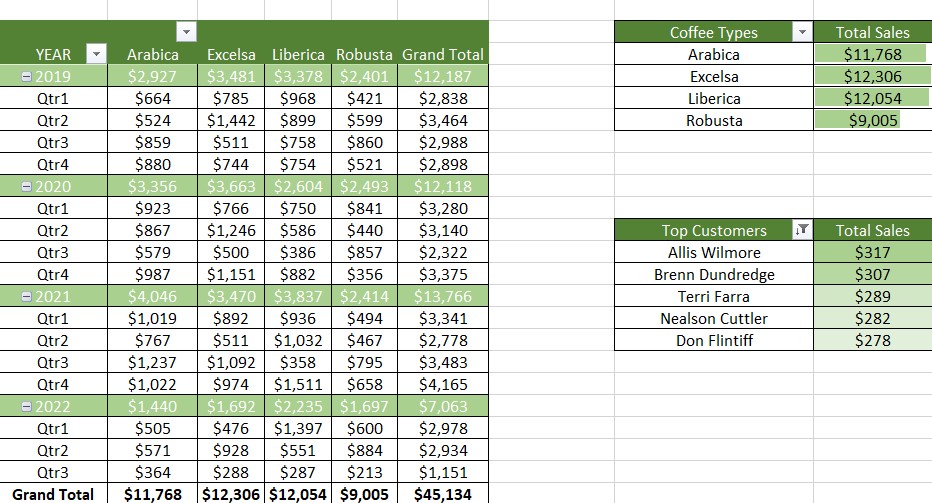 YEAR Arabica Excelsa Liberica Robusta Grand Total
2019 $2,927 $3,481 $3,378 $2,401 $12,187
Qtr1 $664 $785 $968 $421 $2,838
Qtr2 $524 $1,442 $899 $599 $3,464
Qtr3 $859 $511 $758 $860 $2,988
Qtr4 $880 $744 $754 $521 $2,898
2020 $3,356 $3,663 $2,604 $2,493 $12,118
Qtr1 $923 $766 $750 $841 $3,280
Qtr2 $867 $1,246 $586 $440 $3,140
Qtr3 $579 $500 $386 $857 $2,322
Qtr4 $987 $1,151 $882 $356 $3,375
2021 $4,046 $3,470 $3,837 $2,414 $13,766
Qtr1 $1,019 $892 $936 $494 $3,341
Qtr2 $767 $511 $1,032 $467 $2,778
Qtr3 $1,237 $1,092 $358 $795 $3,483
Qtr4 $1,022 $974 $1,511 $658 $4,165
2022 $1,440 $1,692 $2,235 $1,697 $7,063
Qtr1 $505 $476 $1,397 $600 $2,978
Qtr2 $571 $928 $551 $884 $2,934
Qtr3 $364 $288 $287 $213 $1,151
Grand Total $11,768 $12,306 $12,054 $9,005 $45,134
Coffee Types Total Sales
Arabica $11,768
Excelsa $12,306
Liberica $12,054
Robusta $9,005
Top Customers Total Sales
Allis Wilmore $317
Brenn Dundredge $307
Terri Farra $289
Nealson Cuttler $282
Don Flintiff $278